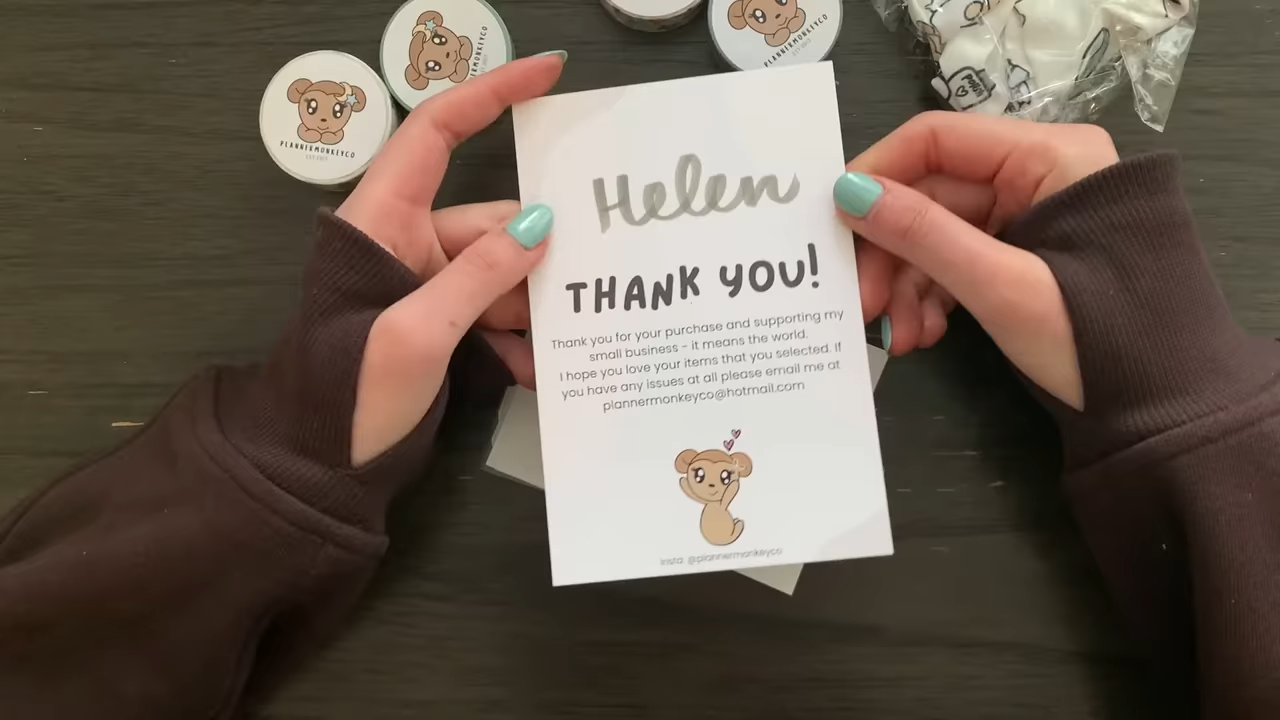 PLANNERMONKEYCO
NERMONKEYCO
PLANNERMONKEYCO
Helen
THANK YOU!
Thank you for your purchase and supporting my
small business - it means the world.
I hope you love your items that you selected. If
you have any issues at all please email me at
plannermonkeyco@hotmail.com
Insta: @plannermonkeyco